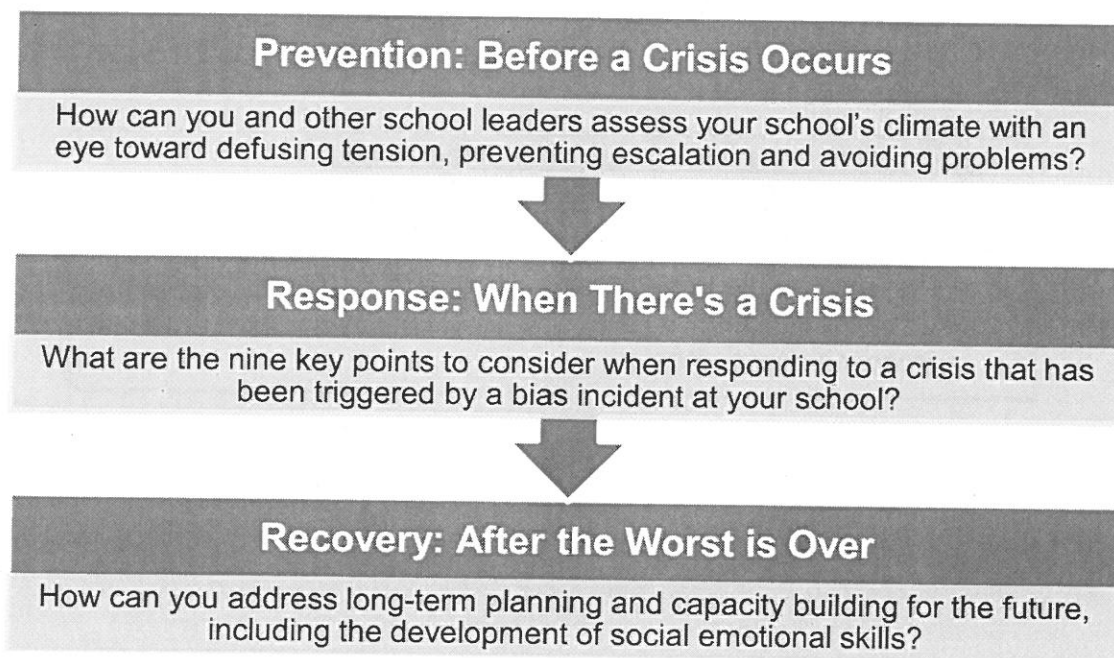 Prevention: Before a Crisis Occurs
How can you and other school leaders assess your school's climate with an
eye toward defusing tension, preventing escalation and avoiding problems?
Response: When There's a Crisis
What are the nine key points to consider when responding to a crisis that has
been triggered by a bias incident at your school?
Recovery: After the Worst is Over
How can you address long-term planning and capacity building for the future,
including the development of social emotional skills?